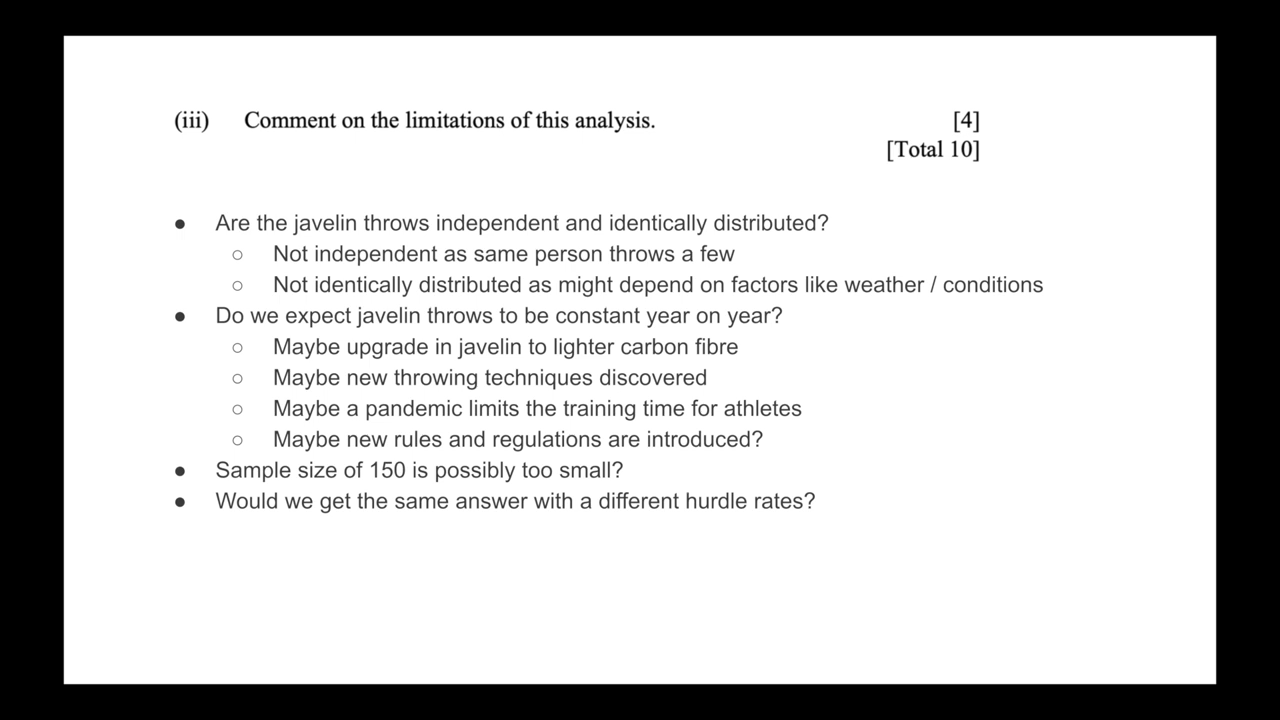 (iii) Comment on the limitations of this analysis. [4]
[Total 10]
● Are the javelin throws independent and identically distributed?
○ Not independent as same person throws a few
○ Not identically distributed as might depend on factors like weather / conditions
● Do we expect javelin throws to be constant year on year?
○ Maybe upgrade in javelin to lighter carbon fibre
○ Maybe new throwing techniques discovered
○ Maybe a pandemic limits the training time for athletes
○ Maybe new rules and regulations are introduced?
● Sample size of 150 is possibly too small?
● Would we get the same answer with a different hurdle rates?